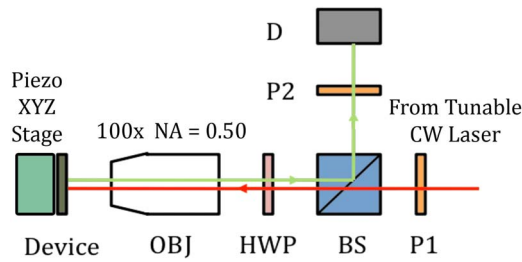 D
P2
Piezo
XYZ
Stage
100x NA = 0.50
From Tunable
CW Laser
Device
OBJ
HWP
BS
P1